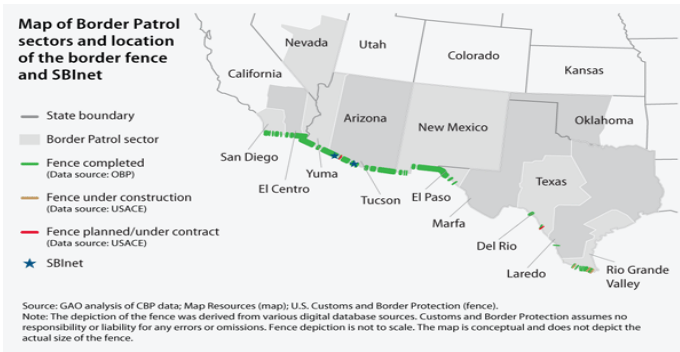 Map of Border Patrol
sectors and location
of the border fence
and SBInet
State boundary
Border Patrol sector
Fence completed
(Data source: OBP)
Fence under construction
(Data source: USACE)
Fence planned/under contract
(Data source: USACE)
SBInet
Nevada
Utah
Colorado
Kansas
California
Arizona
New Mexico
Oklahoma
Texas
San Diego
El Centro
Yuma
Tucson
El Paso
Marfa
Del Rio
Laredo
Rio Grande
Valley
Source: GAO analysis of CBP data; Map Resources (map); U.S. Customs and Border Protection (fence).
Note: The depiction of the fence was derived from various digital database sources. Customs and Border Protection assumes no
responsibility or liability for any errors or omissions. Fence depiction is not to scale. The map is conceptual and does not depict the
actual size of the fence.